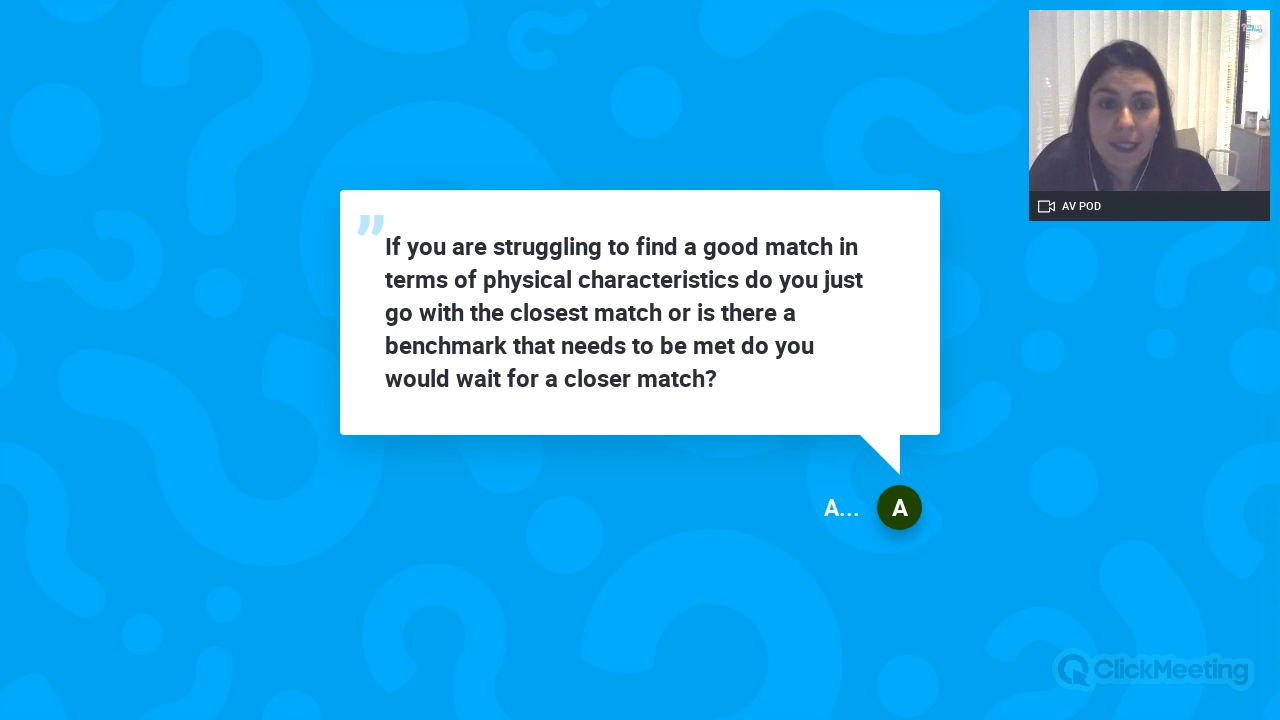 AV POD
”
If you are struggling to find a good match in
terms of physical characteristics do you just
go with the closest match or is there a
benchmark that needs to be met do you
would wait for a closer match?
A... A
ClickMeeting